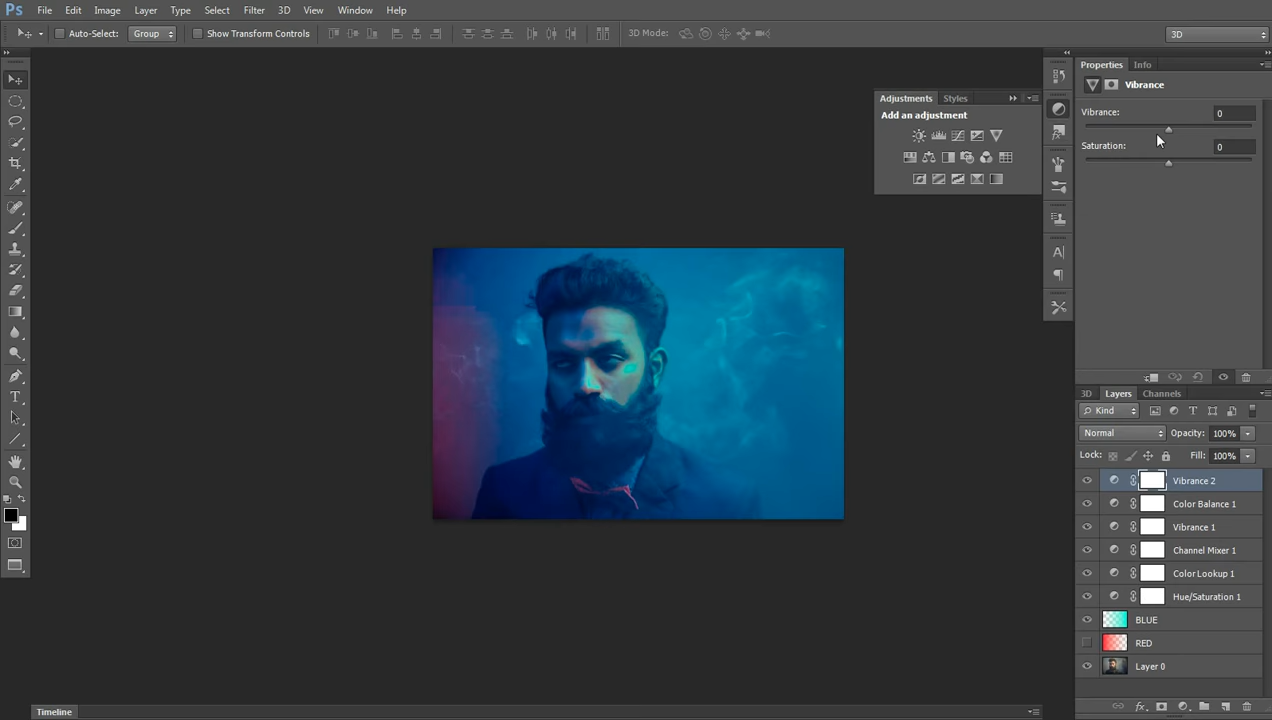 Ps File Edit Image Layer Type Select Filter 3D View Window Help
Auto-Select: Group Show Transform Controls 3D Mode: 3D
Properties Info
Vibrance
Adjustments Styles
Add an adjustment
Vibrance: 0
Saturation: 0
3D Layers Channels
Kind
Normal Opacity: 100%
Lock: Fill: 100%
Vibrance 2
Color Balance 1
Vibrance 1
Channel Mixer 1
Color Lookup 1
Hue/Saturation 1
BLUE
RED
Layer 0
Timeline